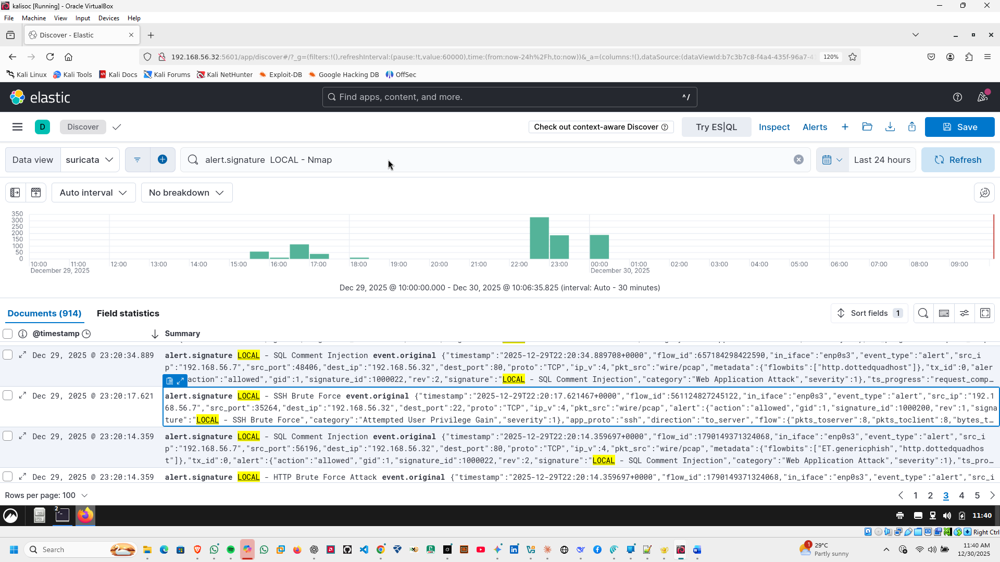 kalisoc [Running] - Oracle VirtualBox
File Machine View Input Devices Help
Discover - Elastic
192.168.56.32:5601/app/discover#/?_g=(filters:!(),refreshInterval:(pause:!t,value:60000),time:(from:now-24h%2Fh,to:now))&_a=(columns:!(),dataSource:(dataViewId:b7c3b7c8-f4a4-435f-96a7-4
120%
Kali Linux Kali Tools Kali Docs Kali Forums Kali NetHunter Exploit-DB Google Hacking DB OffSec
elastic
Find apps, content, and more.
^ /
D
Discover
Check out context-aware Discover
Try ES|QL
Inspect
Alerts
Save
Data view
suricata
alert.signature LOCAL - Nmap
Last 24 hours
Refresh
Auto interval
No breakdown
350
300
250
200
150
100
50
0
10:00 11:00 12:00 13:00 14:00 15:00 16:00 17:00 18:00 19:00 20:00 21:00 22:00 23:00 00:00 01:00 02:00 03:00 04:00 05:00 06:00 07:00 08:00 09:00
December 29, 2025 December 30, 2025
Dec 29, 2025 @ 10:00:00.000 - Dec 30, 2025 @ 10:06:35.825 (interval: Auto - 30 minutes)
Documents (914)
Field statistics
Sort fields 1
@timestamp
Summary
Dec 29, 2025 @ 23:20:34.889 alert.signature LOCAL - SQL Comment Injection event.original {"timestamp":"2025-12-29T22:20:34.889708+0000","flow_id":657184298422590,"in_iface":"enp0s3","event_type":"alert","src_i
p":"192.168.56.7","src_port":48406,"dest_ip":"192.168.56.32","dest_port":80,"proto":"TCP","ip_v":4,"pkt_src":"wire/pcap","metadata":{"flowbits":["http.dottedquadhost"]},"tx_id":0,"aler
action":"allowed","gid":1,"signature_id":1000022,"rev":2,"signature":"LOCAL - SQL Comment Injection","category":"Web Application Attack","severity":1},"ts_progress":"request_comp…
Dec 29, 2025 @ 23:20:17.621 alert.signature LOCAL - SSH Brute Force event.original {"timestamp":"2025-12-29T22:20:17.621467+0000","flow_id":561124827245122,"in_iface":"enp0s3","event_type":"alert","src_ip":"192.1
68.56.7","src_port":35264,"dest_ip":"192.168.56.32","dest_port":22,"proto":"TCP","ip_v":4,"pkt_src":"wire/pcap","alert":{"action":"allowed","gid":1,"signature_id":1000200,"rev":1,"signa
ture":"LOCAL - SSH Brute Force","category":"Attempted User Privilege Gain","severity":1},"app_proto":"ssh","direction":"to_server","flow":{"pkts_toserver":8,"pkts_toclient":8,"bytes_t…
Dec 29, 2025 @ 23:20:14.359 alert.signature LOCAL - SQL Comment Injection event.original {"timestamp":"2025-12-29T22:20:14.359697+0000","flow_id":1790149371324068,"in_iface":"enp0s3","event_type":"alert","src_i
p":"192.168.56.7","src_port":56196,"dest_ip":"192.168.56.32","dest_port":80,"proto":"TCP","ip_v":4,"pkt_src":"wire/pcap","metadata":{"flowbits":["ET.genericphish","http.dottedquadhos
t"]},"tx_id":0,"alert":{"action":"allowed","gid":1,"signature_id":1000022,"rev":2,"signature":"LOCAL - SQL Comment Injection","category":"Web Application Attack","severity":1},"ts_pro…
Dec 29, 2025 @ 23:20:14.359 alert.signature LOCAL - HTTP Brute Force Attack event.original {"timestamp":"2025-12-29T22:20:14.359697+0000","flow_id":1790149371324068,"in_iface":"enp0s3","event_type":"alert","src_i
Rows per page: 100
1 2 3 4 5
2
11:40
Right Ctrl
Search
1
29°C
Partly sunny
11:40 AM
12/30/2025